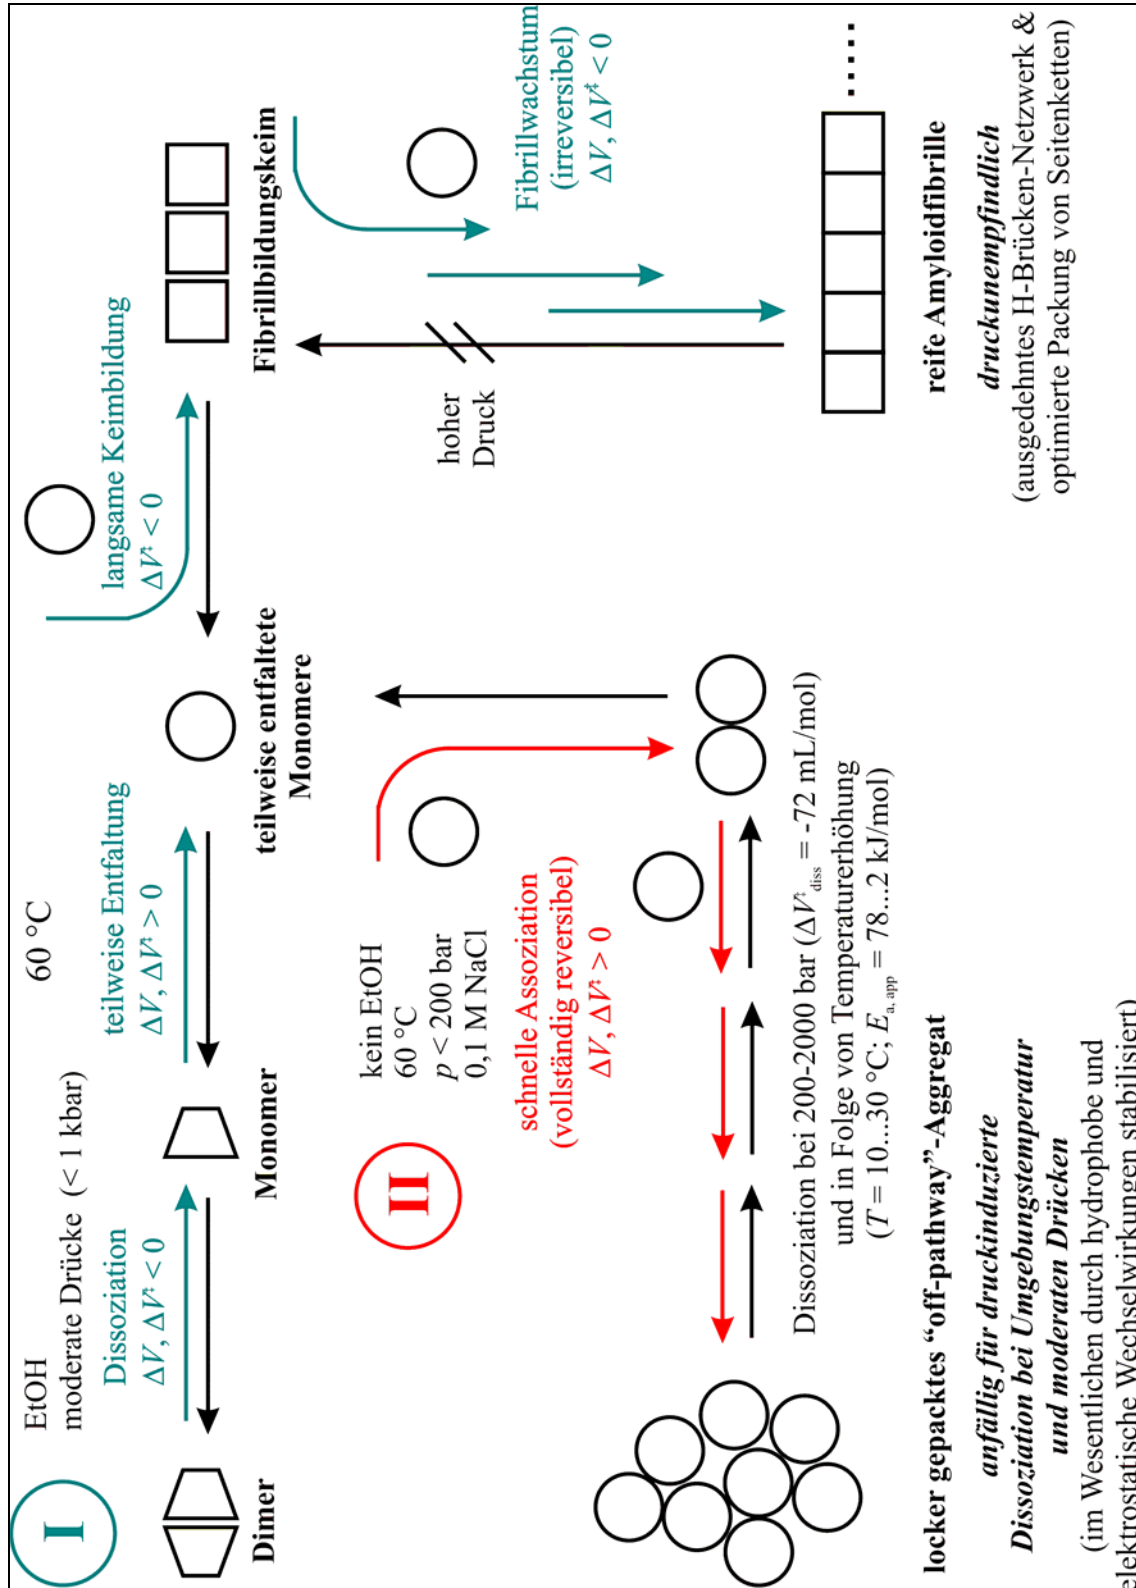 I
EtOH
moderate Drücke (< 1 kbar)
60 °C
Dissoziation
ΔV, ΔV‡ < 0
teilweise Entfaltung
ΔV, ΔV‡ > 0
langsame Keimbildung
ΔV‡ < 0
Dimer
Monomer
teilweise entfaltete
Monomere
Fibrillbildungskeim
II
kein EtOH
60 °C
p < 200 bar
0,1 M NaCl
schnelle Assoziation
(vollständig reversibel)
ΔV, ΔV‡ > 0
hoher
Druck
Fibrillwachstum
(irreversibel)
ΔV, ΔV‡ < 0
Dissoziation bei 200-2000 bar (ΔV‡diss = -72 mL/mol)
und in Folge von Temperaturerhöhung
(T = 10...30 °C; Ea, app = 78...2 kJ/mol)
locker gepacktes “off-pathway”-Aggregat
anfällig für druckinduzierte
Dissoziation bei Umgebungstemperatur
und moderaten Drücken
(im Wesentlichen durch hydrophobe und
elektrostatische Wechselwirkungen stabilisiert)
reife Amyloidfibrille
druckunempfindlich
(ausgedehntes H-Brücken-Netzwerk &
optimierte Packung von Seitenketten)